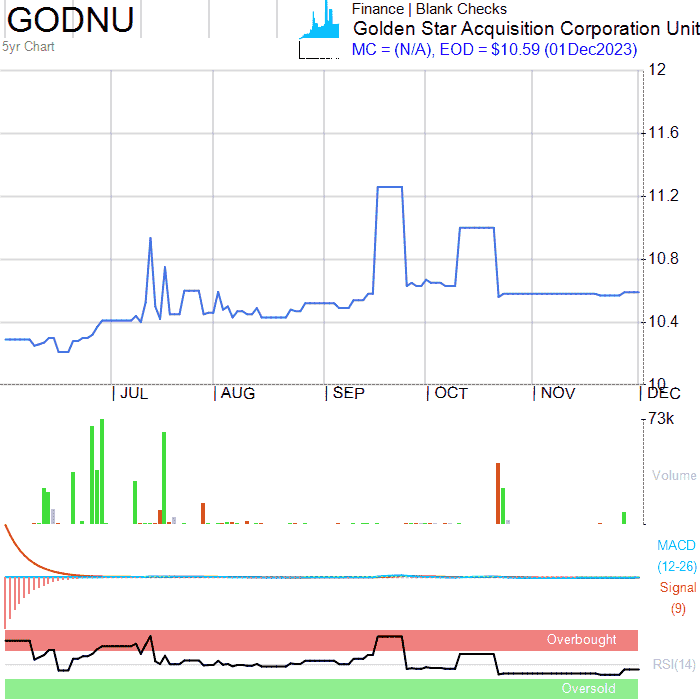 GODNU
5yr Chart
Finance | Blank Checks
Golden Star Acquisition Corporation Unit
MC = (N/A), EOD = $10.59 (01Dec2023)
12
11.6
11.2
10.8
10.4
10
JUL AUG SEP OCT NOV DEC
73k
Volume
MACD
(12-26)
Signal
(9)
Overbought
RSI(14)
Oversold